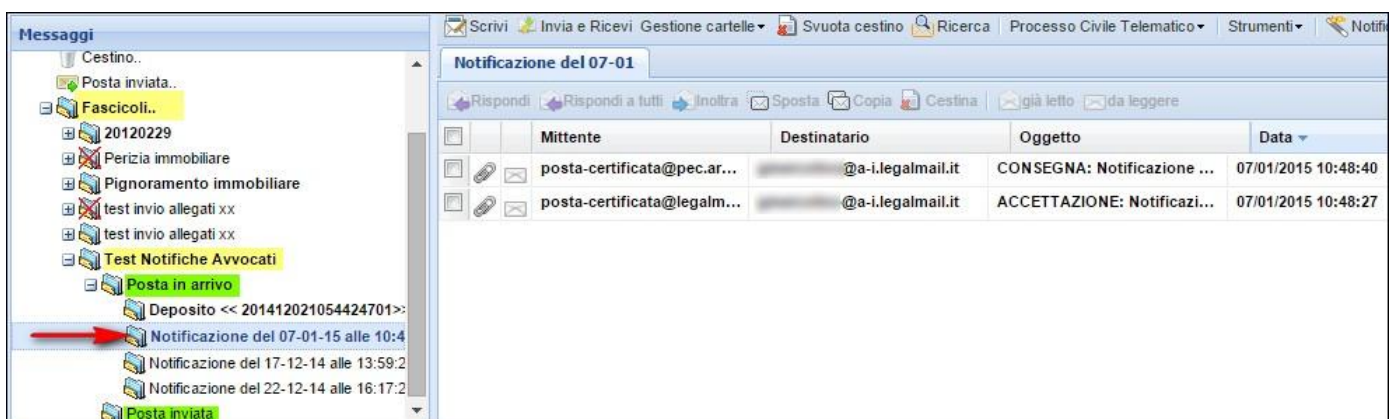 Messaggi
Cestino..
Posta inviata..
Fascicoli..
20120229
Perizia immobiliare
Pignoramento immobiliare
test invio allegati xx
test invio allegati xx
Test Notifiche Avvocati
Posta in arrivo
Deposito << 201412021054424701>>
Notificazione del 07-01-15 alle 10:4
Notificazione del 17-12-14 alle 13:59:2
Notificazione del 22-12-14 alle 16:17:2
Posta inviata
Scrivi Invia e Ricevi Gestione cartelle Svuota cestino Ricerca Processo Civile Telematico Strumenti Notifi
Notificazione del 07-01
Rispondi Rispondi a tutti Inoltra Sposta Copia Cestina già letto da leggere
Mittente Destinatario Oggetto Data
posta-certificata@pec.ar... @a-i.legalmail.it CONSEGNA: Notificazione ... 07/01/2015 10:48:40
posta-certificata@legalm... @a-i.legalmail.it ACCETTAZIONE: Notificazi... 07/01/2015 10:48:27